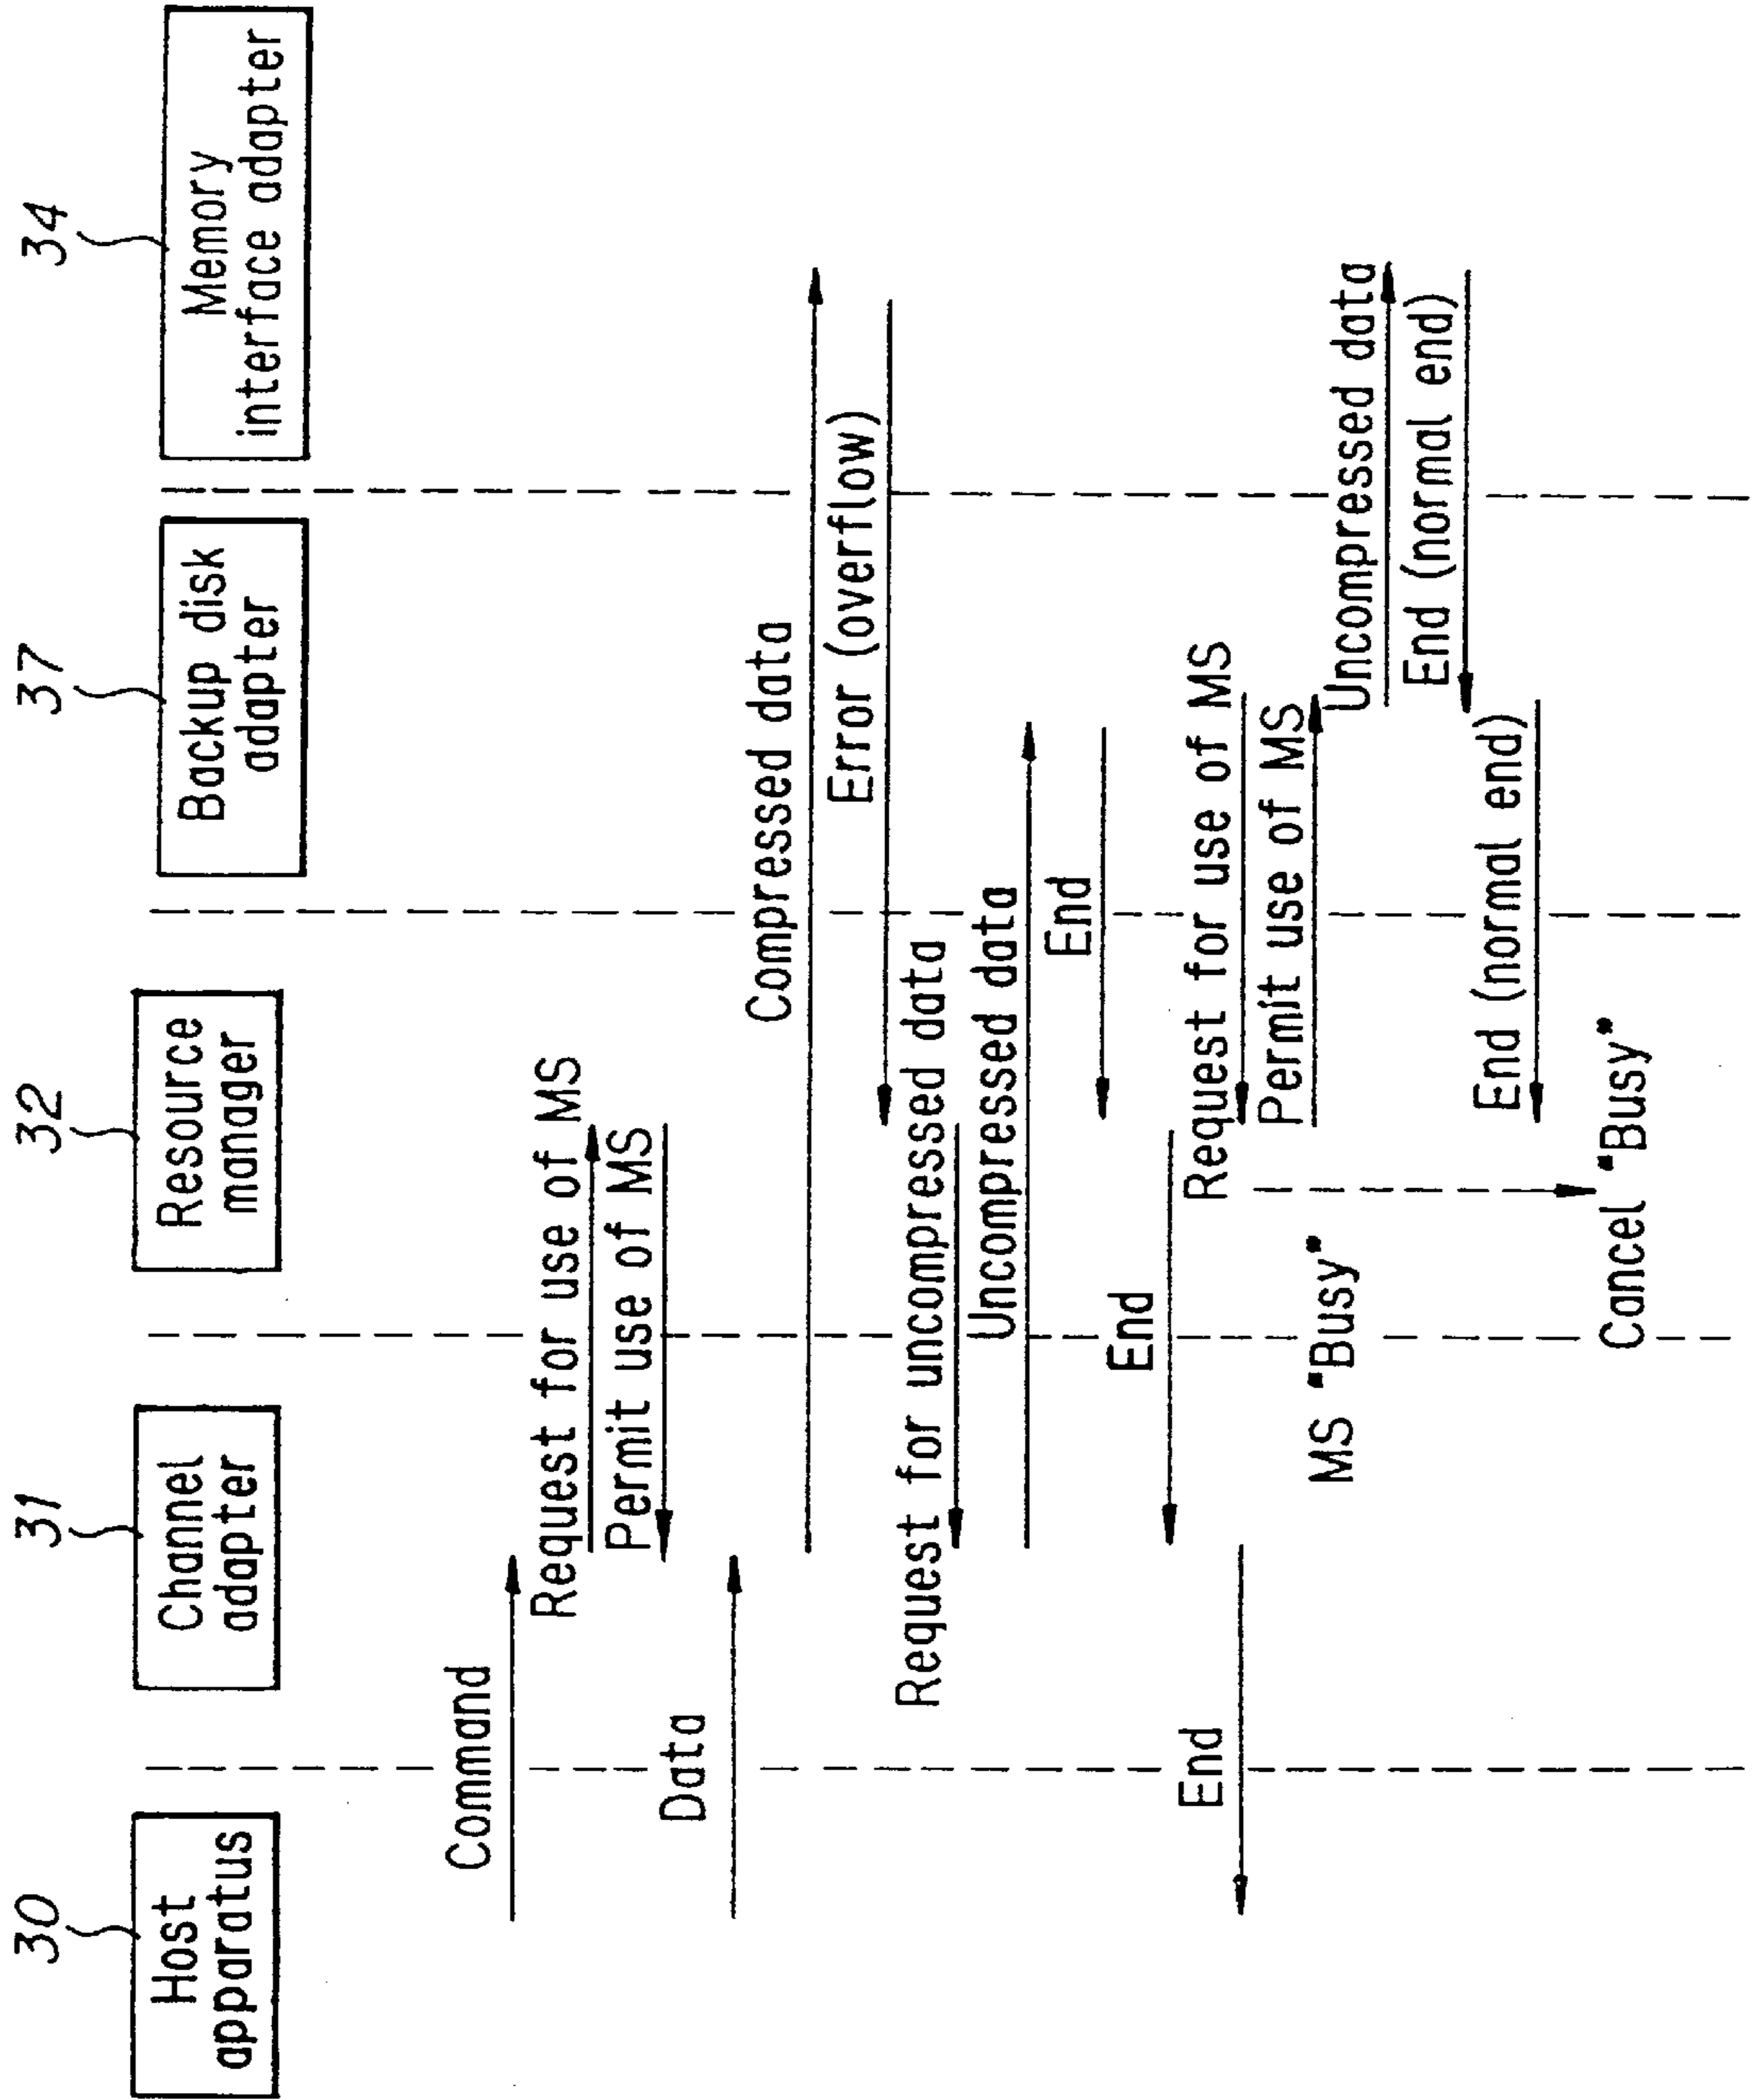 30
Host
apparatus
31
Channel
adapter
32
Resource
manager
37
Backup disk
adapter
34
Memory
interface adapter
Command
Request for use of MS
Permit use of MS
Data
Compressed data
Error (overflow)
Request for uncompressed data
Uncompressed data
End
End
End
Request for use of MS
Permit use of MS
MS "Busy"
Uncompressed data
End (normal end)
End (normal end)
Cancel "Busy"